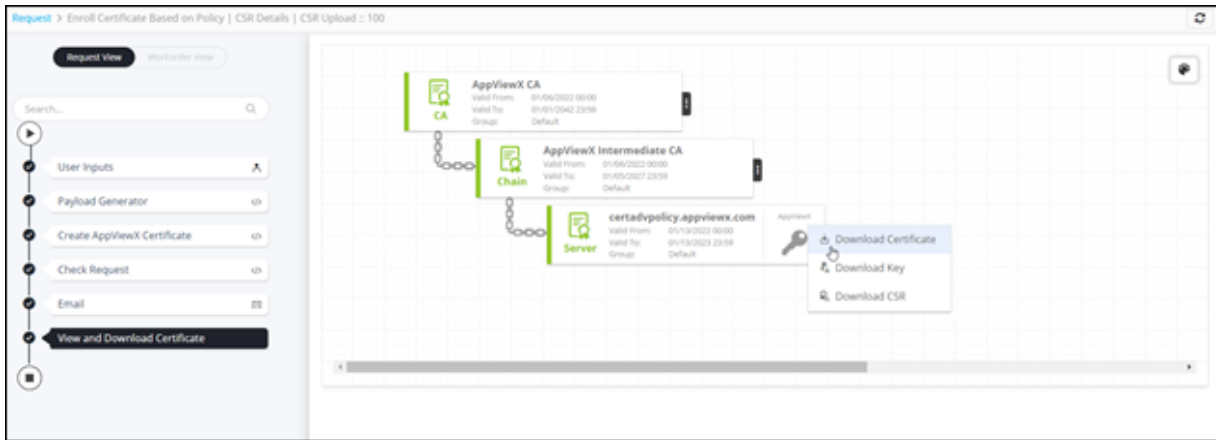 Request > Enroll Certificate Based on Policy | CSR Details | CSR Upload :: 100
Request View
Workorder View
Search...
User Inputs
Payload Generator
Create AppViewX Certificate
Check Request
Email
View and Download Certificate
AppViewX CA
Valid From: 01/06/2022 00:00
Valid To: 01/01/2042 23:59
Group: Default
CA
AppViewX Intermediate CA
Valid From: 01/06/2022 00:00
Valid To: 01/05/2027 23:59
Group: Default
Chain
certadvpolicy.appviewx.com
Valid From: 01/13/2022 00:00
Valid To: 01/13/2023 23:59
Group: Default
Server
AppViewX
Download Certificate
Download Key
Download CSR